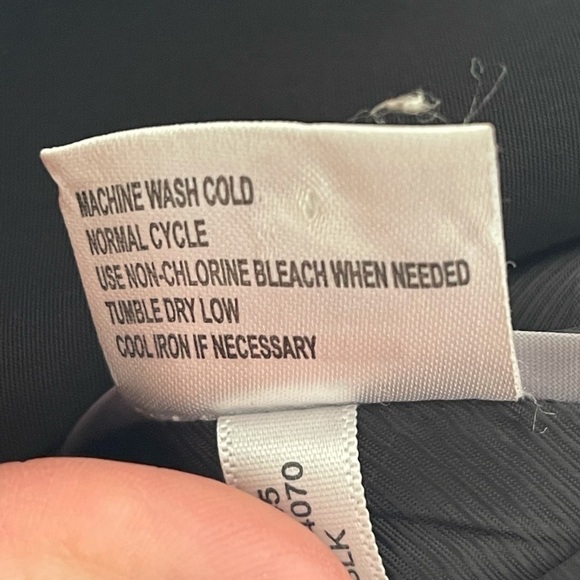 MACHINE WASH COLD
NORMAL CYCLE
USE NON-CHLORINE BLEACH WHEN NEEDED
TUMBLE DRY LOW
COOL IRON IF NECESSARY